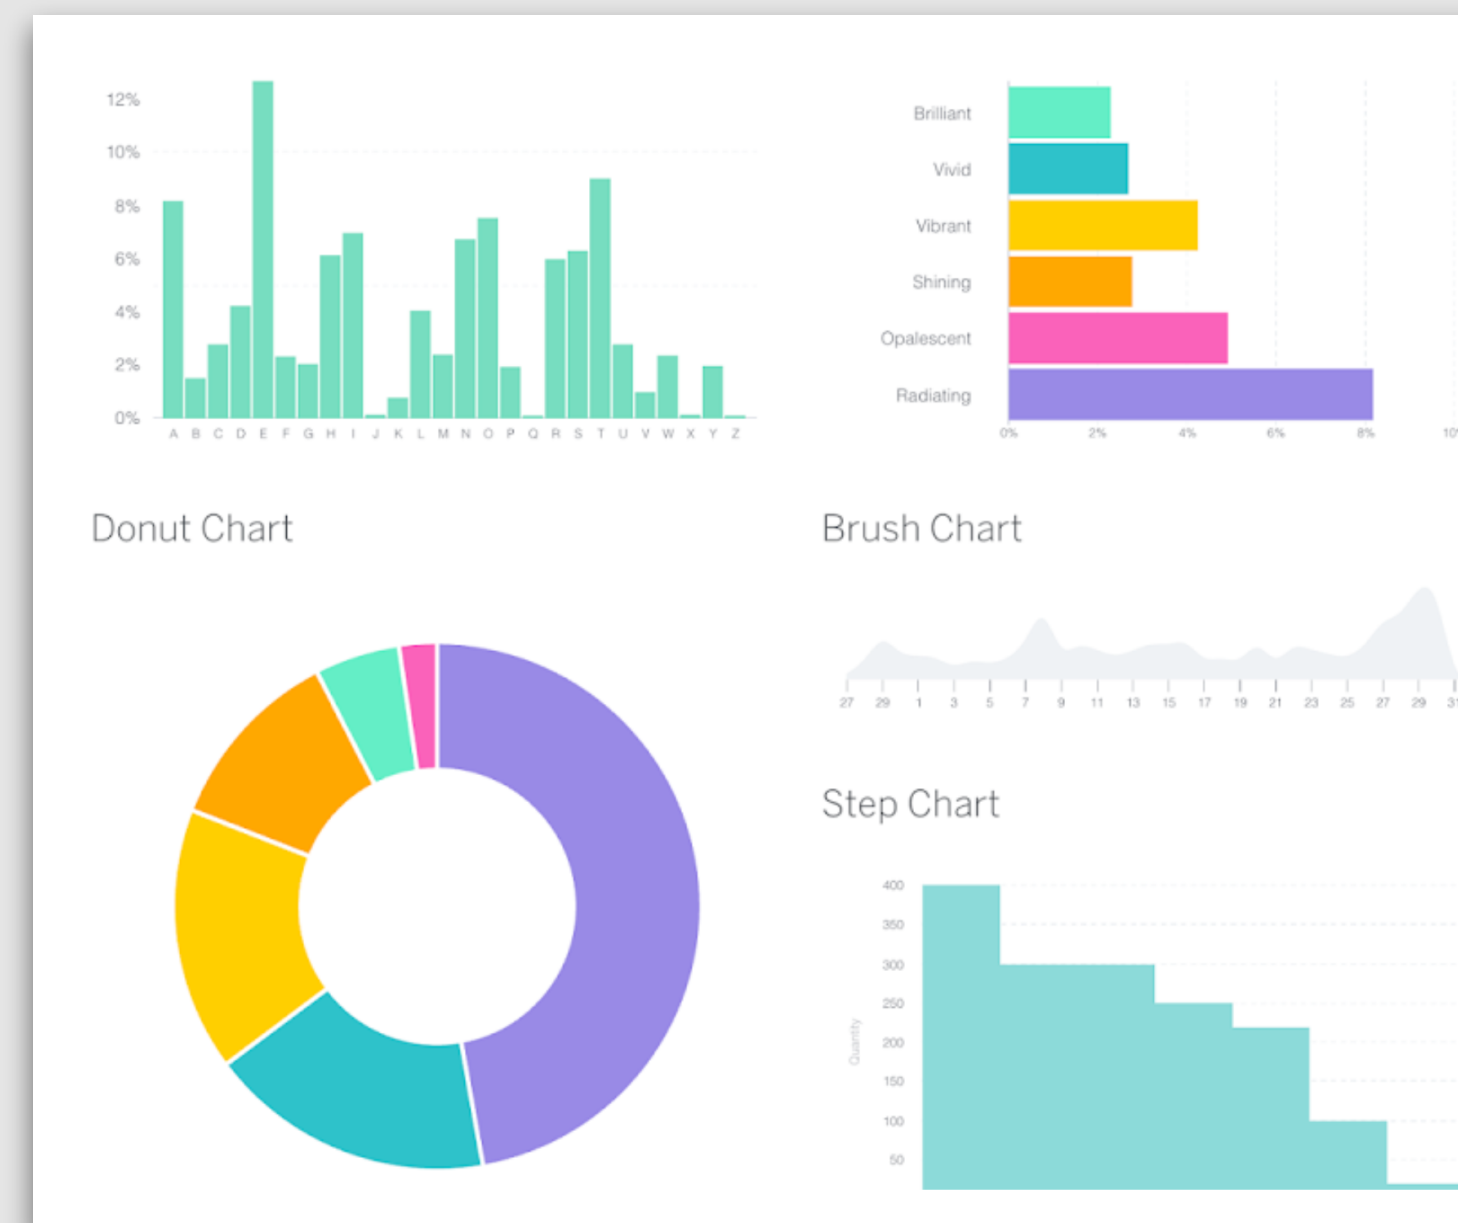 12%
10%
8%
6%
4%
2%
0%
A B C D E F G H I J K L M N O P Q R S T U V W X Y Z
Brilliant
Vivid
Vibrant
Shining
Opalescent
Radiating
0% 2% 4% 6% 8%
Donut Chart
Brush Chart
27 29 1 3 5 7 9 11 13 15 17 19 21 23 25 27 29 31
Step Chart
400
350
300
250
200
150
100
50
Quantity